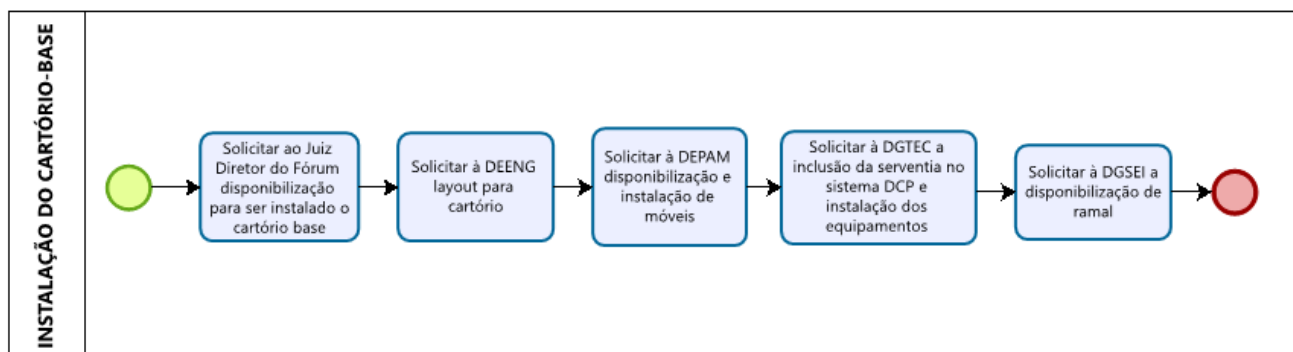 INSTALAÇÃO DO CARTÓRIO-BASE
Solicitar ao Juiz
Diretor do Fórum
disponibilização
para ser instalado o
cartório base
Solicitar à DEENG
layout para
cartório
Solicitar à DEPAM
disponibilização e
instalação de
móveis
Solicitar à DGTEC a
inclusão da serventia no
sistema DCP e
instalação dos
equipamentos
Solicitar à DGSEI a
disponibilização de
ramal